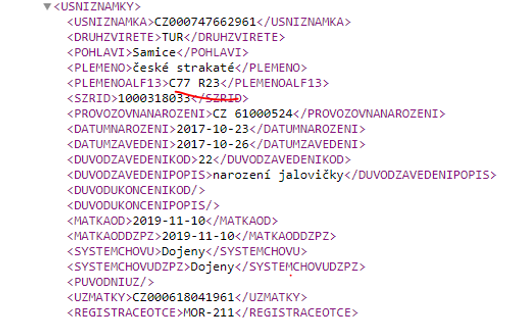 ▼<USNIZNAMKY>
<USNIZNAMKA>CZ000747662961</USNIZNAMKA>
<DRUHZVIRETE>TUR</DRUHZVIRETE>
<POHLAVI>Samice</POHLAVI>
<PLEMENO>české strakaté</PLEMENO>
<PLEMENOALF13>C77 R23</PLEMENOALF13>
<SZRID>1000318033</SZRID>
<PROVOZOVNANAROZENI>CZ 61000524</PROVOZOVNANAROZENI>
<DATUMNAROZENI>2017-10-23</DATUMNAROZENI>
<DATUMZAVEDENI>2017-10-26</DATUMZAVEDENI>
<DUVODZAVEDENIKOD>22</DUVODZAVEDENIKOD>
<DUVODZAVEDENIPOPIS>narození jalovičky</DUVODZAVEDENIPOPIS>
<DUVODUKONCENIKOD/>
<DUVODUKONCENIPOPIS/>
<MATKAOD>2019-11-10</MATKAOD>
<MATKAODDZPZ>2019-11-10</MATKAODDZPZ>
<SYSTEMCHOVU>Dojeny</SYSTEMCHOVU>
<SYSTEMCHOVUDZPZ>Dojeny</SYSTEMCHOVUDZPZ>
<PUVODNIUZ/>
<UZMATKY>CZ000618041961</UZMATKY>
<REGISTRACEOTCE>MOR-211</REGISTRACEOTCE>